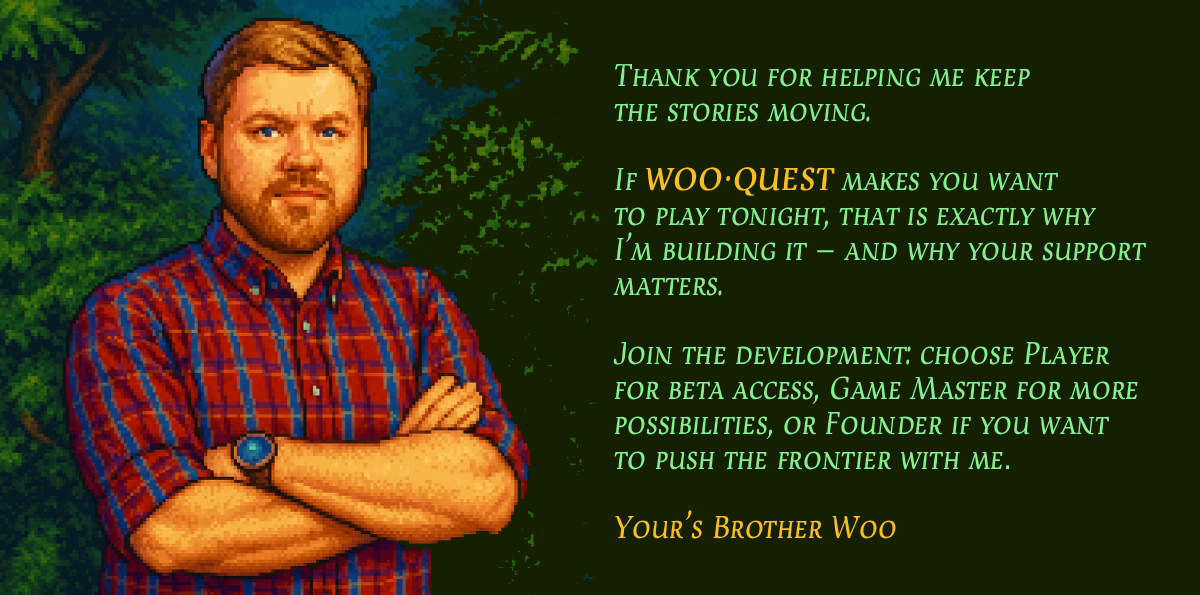 Thank you for helping me keep
the stories moving.
If WOO·QUEST makes you want
to play tonight, that is exactly why
I'm building it – and why your support
matters.
Join the development: choose Player
for beta access, Game Master for more
possibilities, or Founder if you want
to push the frontier with me.
Your's Brother Woo